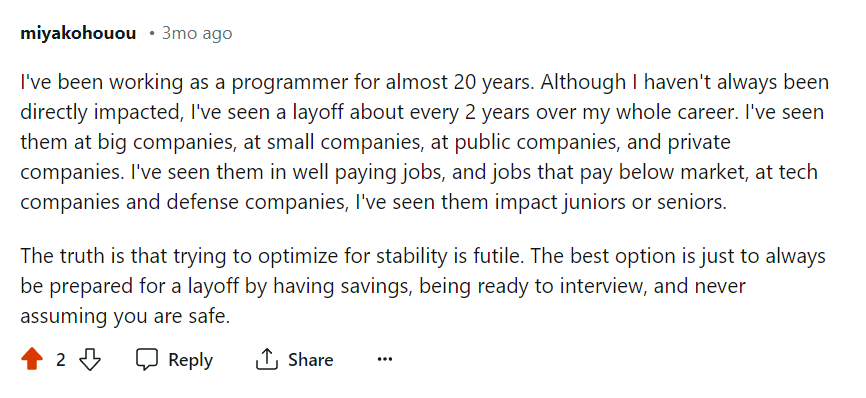 miyakohouou • 3mo ago
I've been working as a programmer for almost 20 years. Although I haven't always been
directly impacted, I've seen a layoff about every 2 years over my whole career. I've seen
them at big companies, at small companies, at public companies, and private
companies. I've seen them in well paying jobs, and jobs that pay below market, at tech
companies and defense companies, I've seen them impact juniors or seniors.
The truth is that trying to optimize for stability is futile. The best option is just to always
be prepared for a layoff by having savings, being ready to interview, and never
assuming you are safe.
2 Reply Share ...